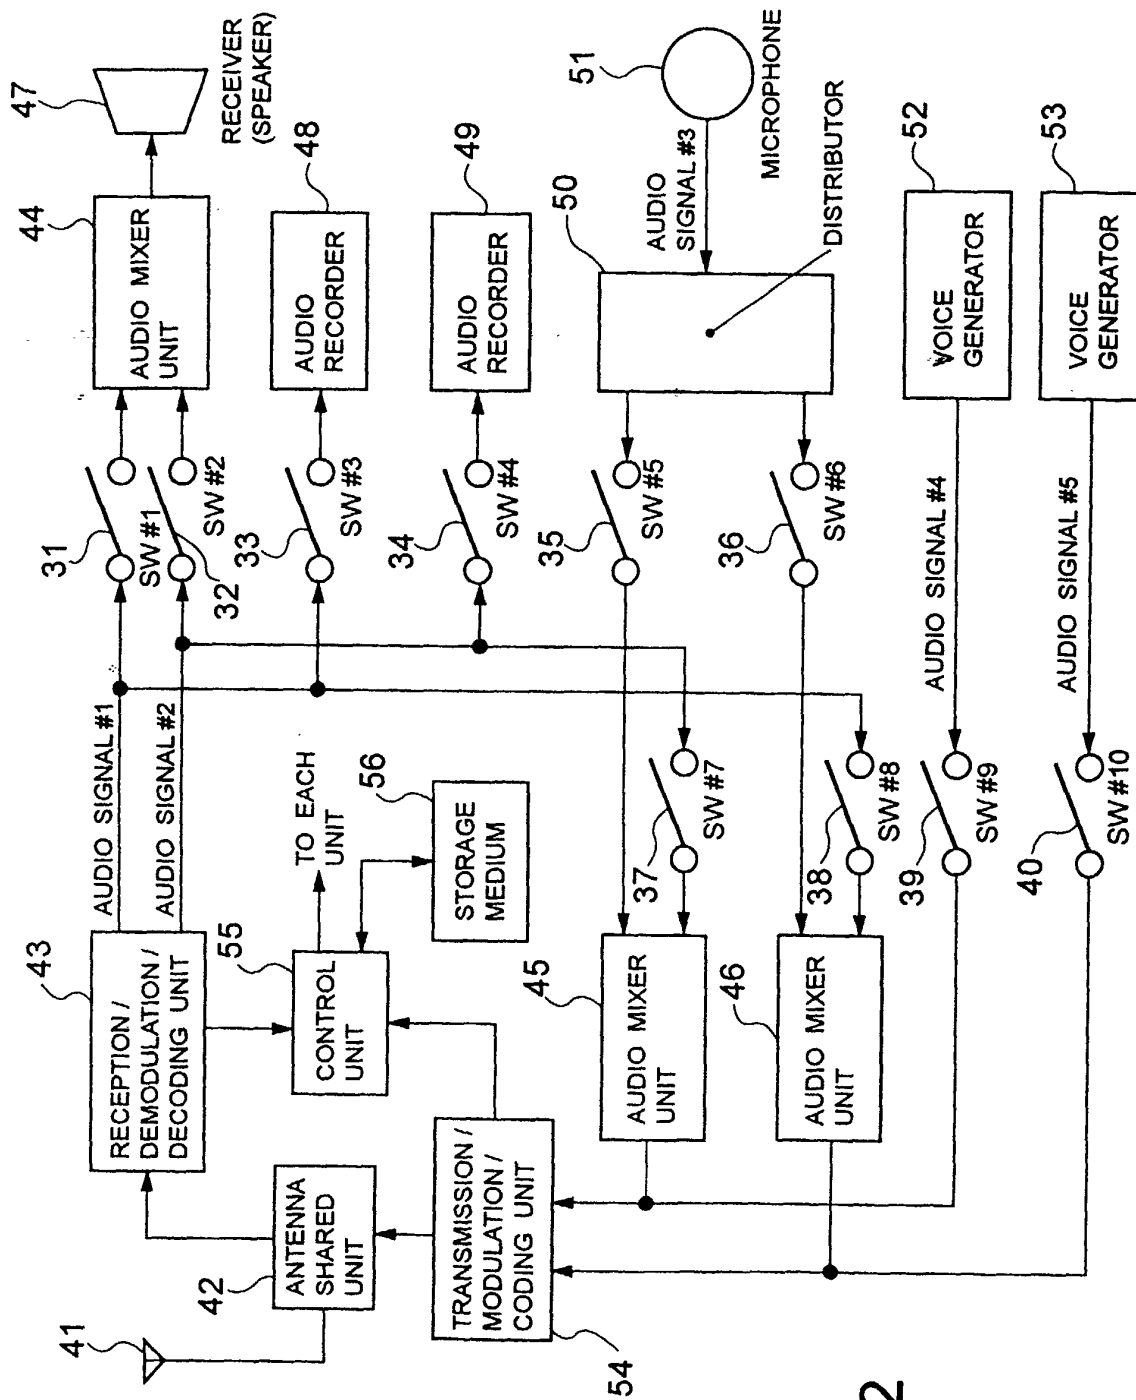 41
42
ANTENNA
SHARED
UNIT
43
RECEPTION /
DEMODULATION /
DECODING UNIT
AUDIO SIGNAL #1
AUDIO SIGNAL #2
31
SW #1
32
SW #2
44
AUDIO MIXER
UNIT
47
RECEIVER
(SPEAKER)
55
CONTROL
UNIT
TO EACH
UNIT
56
STORAGE
MEDIUM
33
SW #3
48
AUDIO
RECORDER
34
SW #4
49
AUDIO
RECORDER
54
TRANSMISSION /
MODULATION /
CODING UNIT
45
AUDIO MIXER
UNIT
37
SW #7
35
SW #5
50
AUDIO
SIGNAL #3
51
MICROPHONE
DISTRIBUTOR
46
AUDIO MIXER
UNIT
38
SW #8
36
SW #6
39
SW #9
AUDIO SIGNAL #4
52
VOICE
GENERATOR
40
SW #10
AUDIO SIGNAL #5
53
VOICE
GENERATOR
2